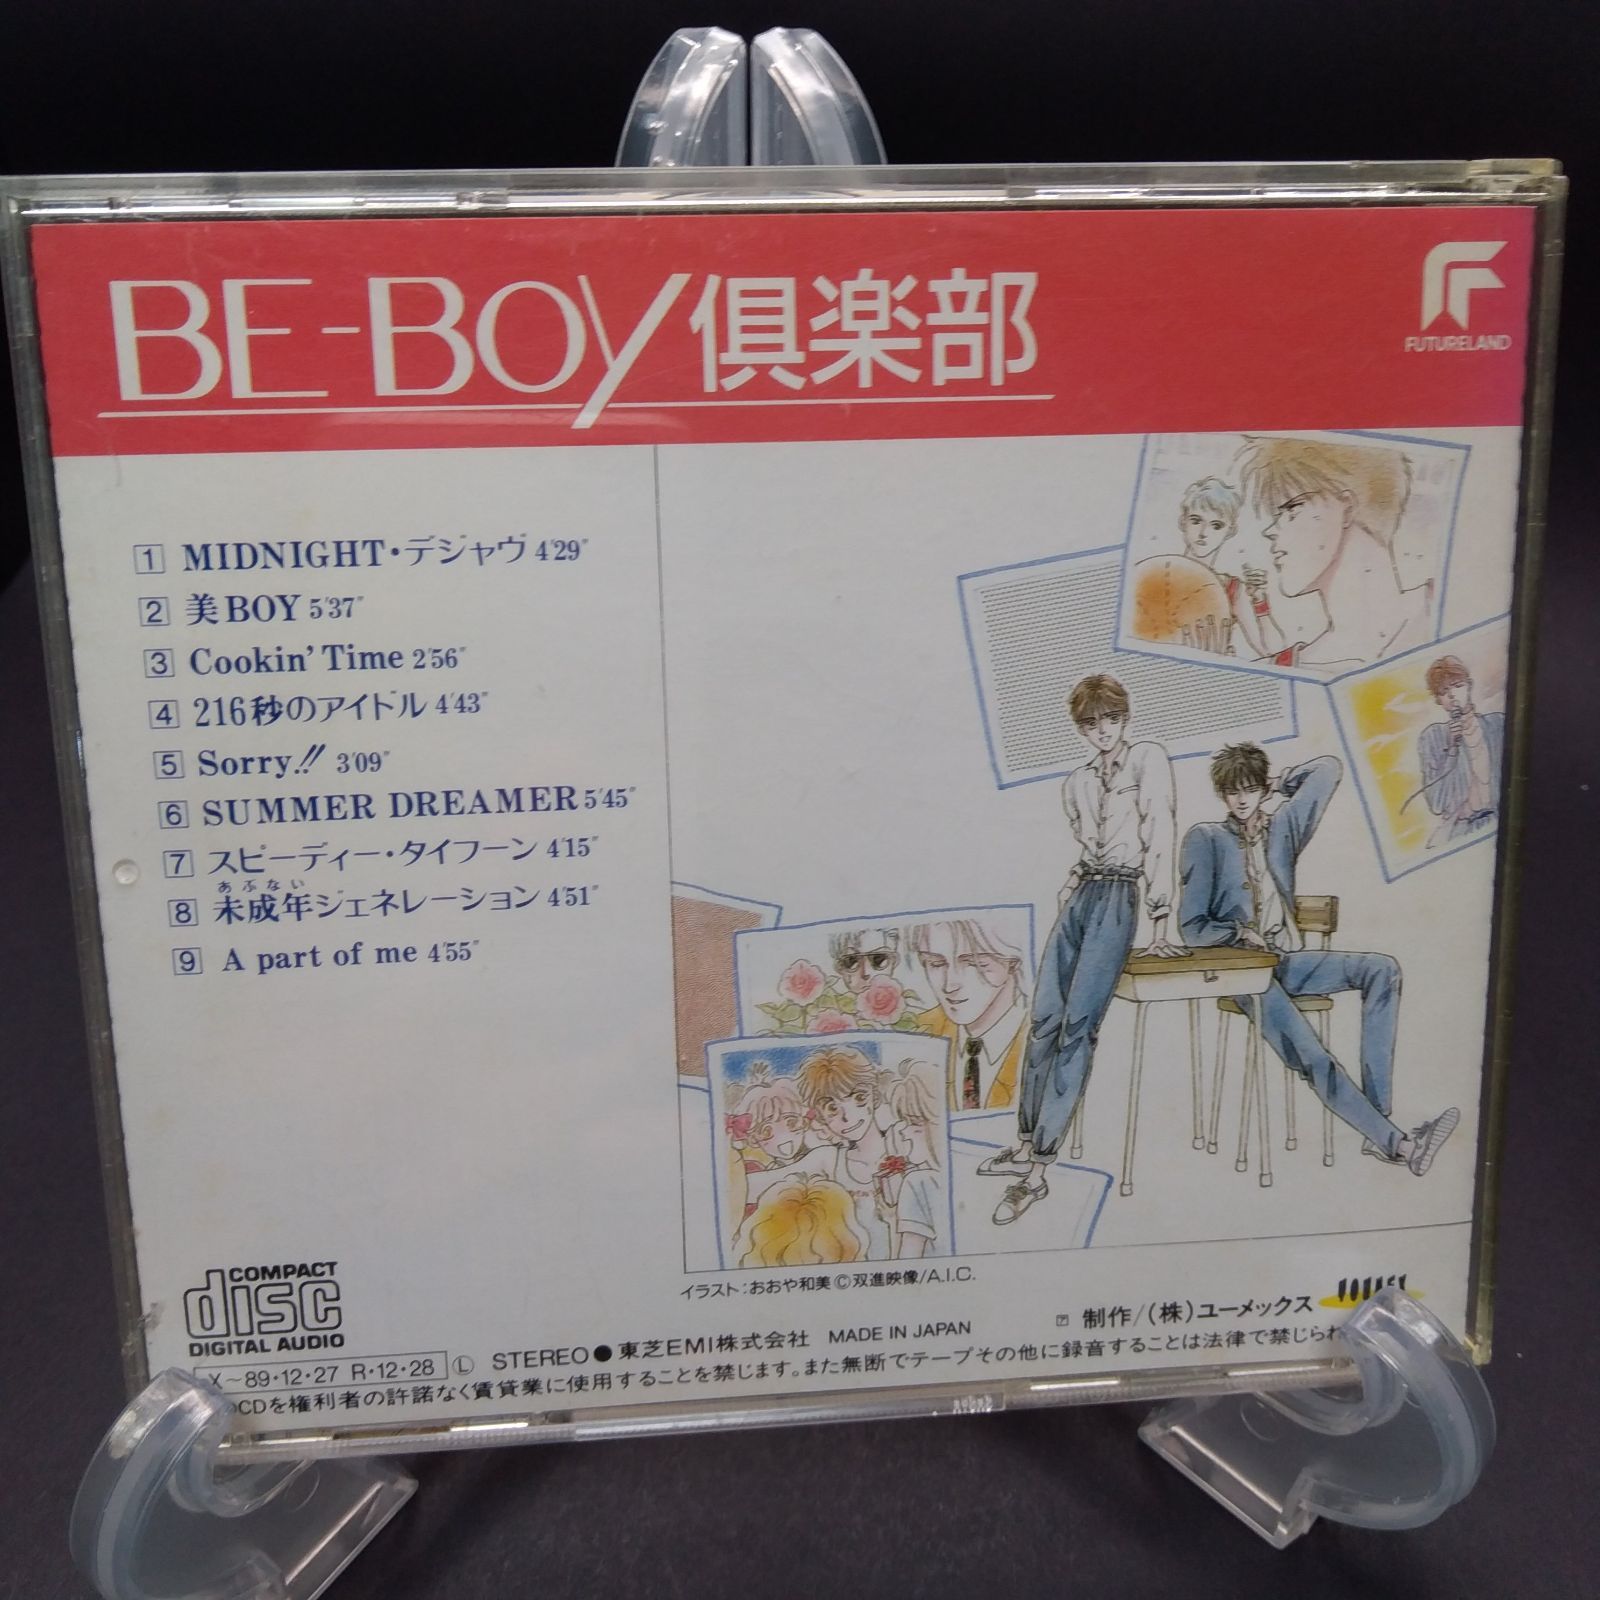 BE-BOY倶楽部
FUTURELAND
1 MIDNIGHT・デジャヴ 4'29"
2 美BOY 5'37"
3 Cookin' Time 2'56"
4 216秒のアイドル 4'43"
5 Sorry.!! 3'09"
6 SUMMER DREAMER 5'45"
7 スピーディー・タイフーン 4'15"
あぶない
8 未成年ジェネレーション 4'51"
9 A part of me 4'55"
イラスト:おおや和美©双進映像/A.I.C.
COMPACT
disc
DIGITAL AUDIO
℗ 制作/(株)ユーメックス
X~89・12・27 R・12・28 Ⓛ STEREO●東芝EMI株式会社 MADE IN JAPAN
CDを権利者の許諾なく賃貸業に使用することを禁じます。また無断でテープその他に録音することは法律で禁じられ